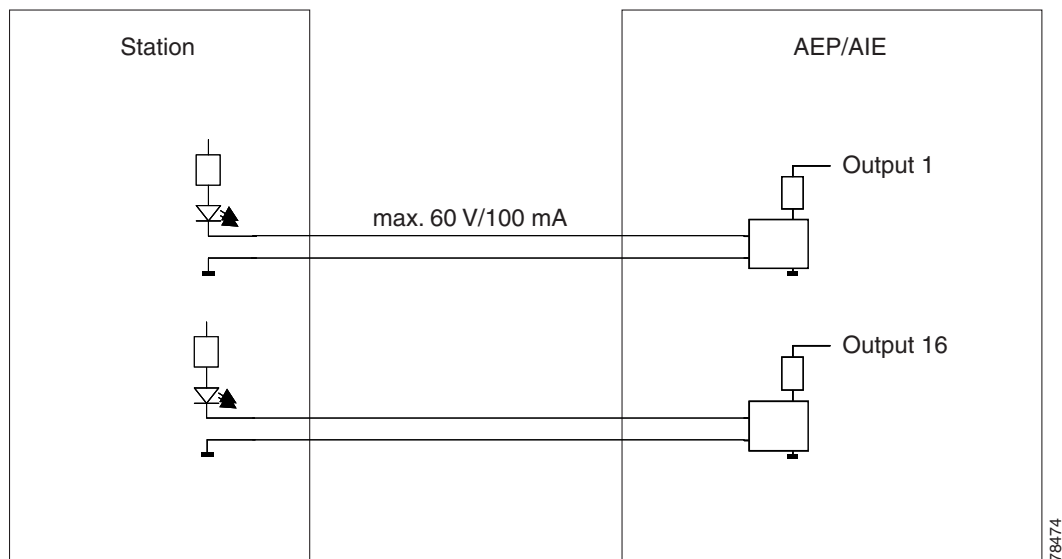 Station
AEP/AIE
Output 1
max. 60 V/100 mA
Output 16
78474